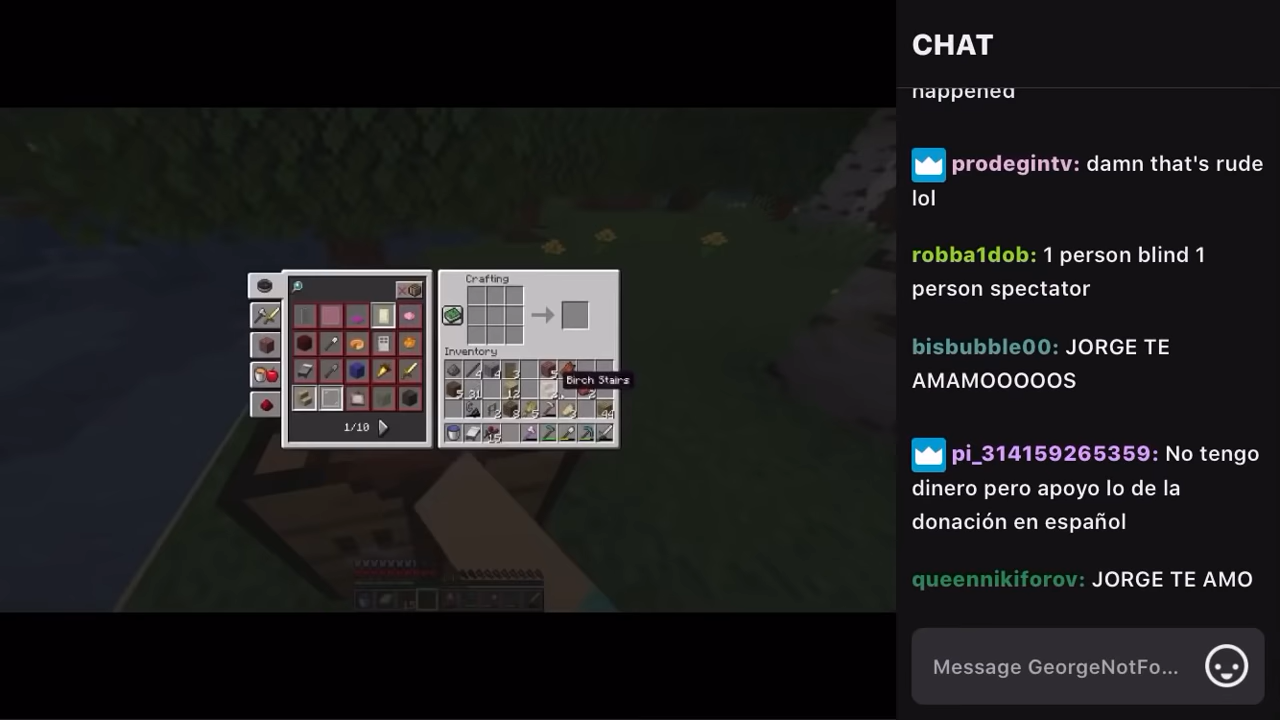 CHAT
happened
prodegintv: damn that's rude
lol
robba1dob: 1 person blind 1
person spectator
bisbubble00: JORGE TE
AMAMOOOOOS
pi_314159265359: No tengo
dinero pero apoyo lo de la
donación en español
queennikiforov: JORGE TE AMO
Message GeorgeNotFo...
Crafting
Inventory
Birch Stairs
1/10